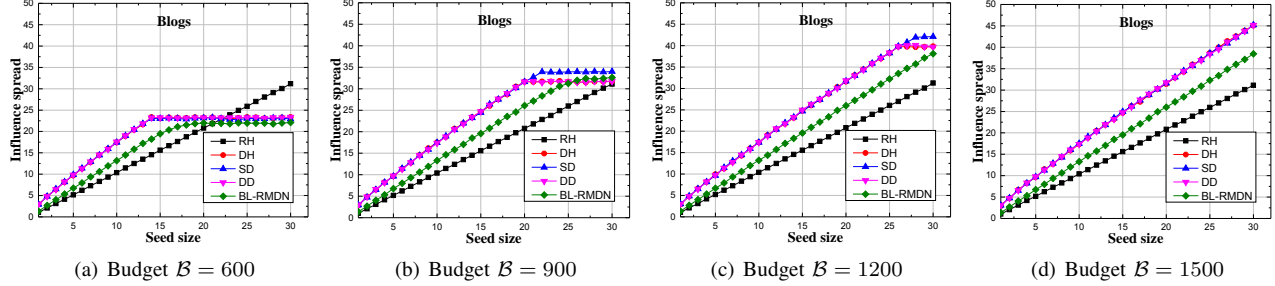 Blogs
Influence spread
50
45
40
35
30
25
20
15
10
5
0
RH
DH
SD
DD
BL-RMDN
5 10 15 20 25 30
Seed size
(a) Budget B = 600
Blogs
Influence spread
50
45
40
35
30
25
20
15
10
5
0
RH
DH
SD
DD
BL-RMDN
5 10 15 20 25 30
Seed size
(b) Budget B = 900
Blogs
Influence spread
50
45
40
35
30
25
20
15
10
5
0
RH
DH
SD
DD
BL-RMDN
5 10 15 20 25 30
Seed size
(c) Budget B = 1200
Blogs
Influence spread
50
45
40
35
30
25
20
15
10
5
0
RH
DH
SD
DD
BL-RMDN
5 10 15 20 25 30
Seed size
(d) Budget B = 1500